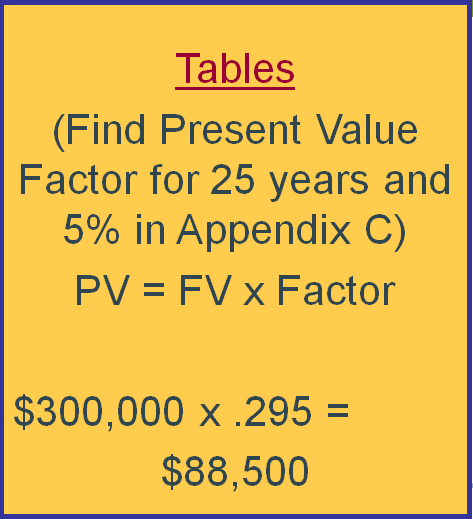 Tables
(Find Present Value
Factor for 25 years and
5% in Appendix C)
PV = FV x Factor
$300,000 x .295 =
$88,500